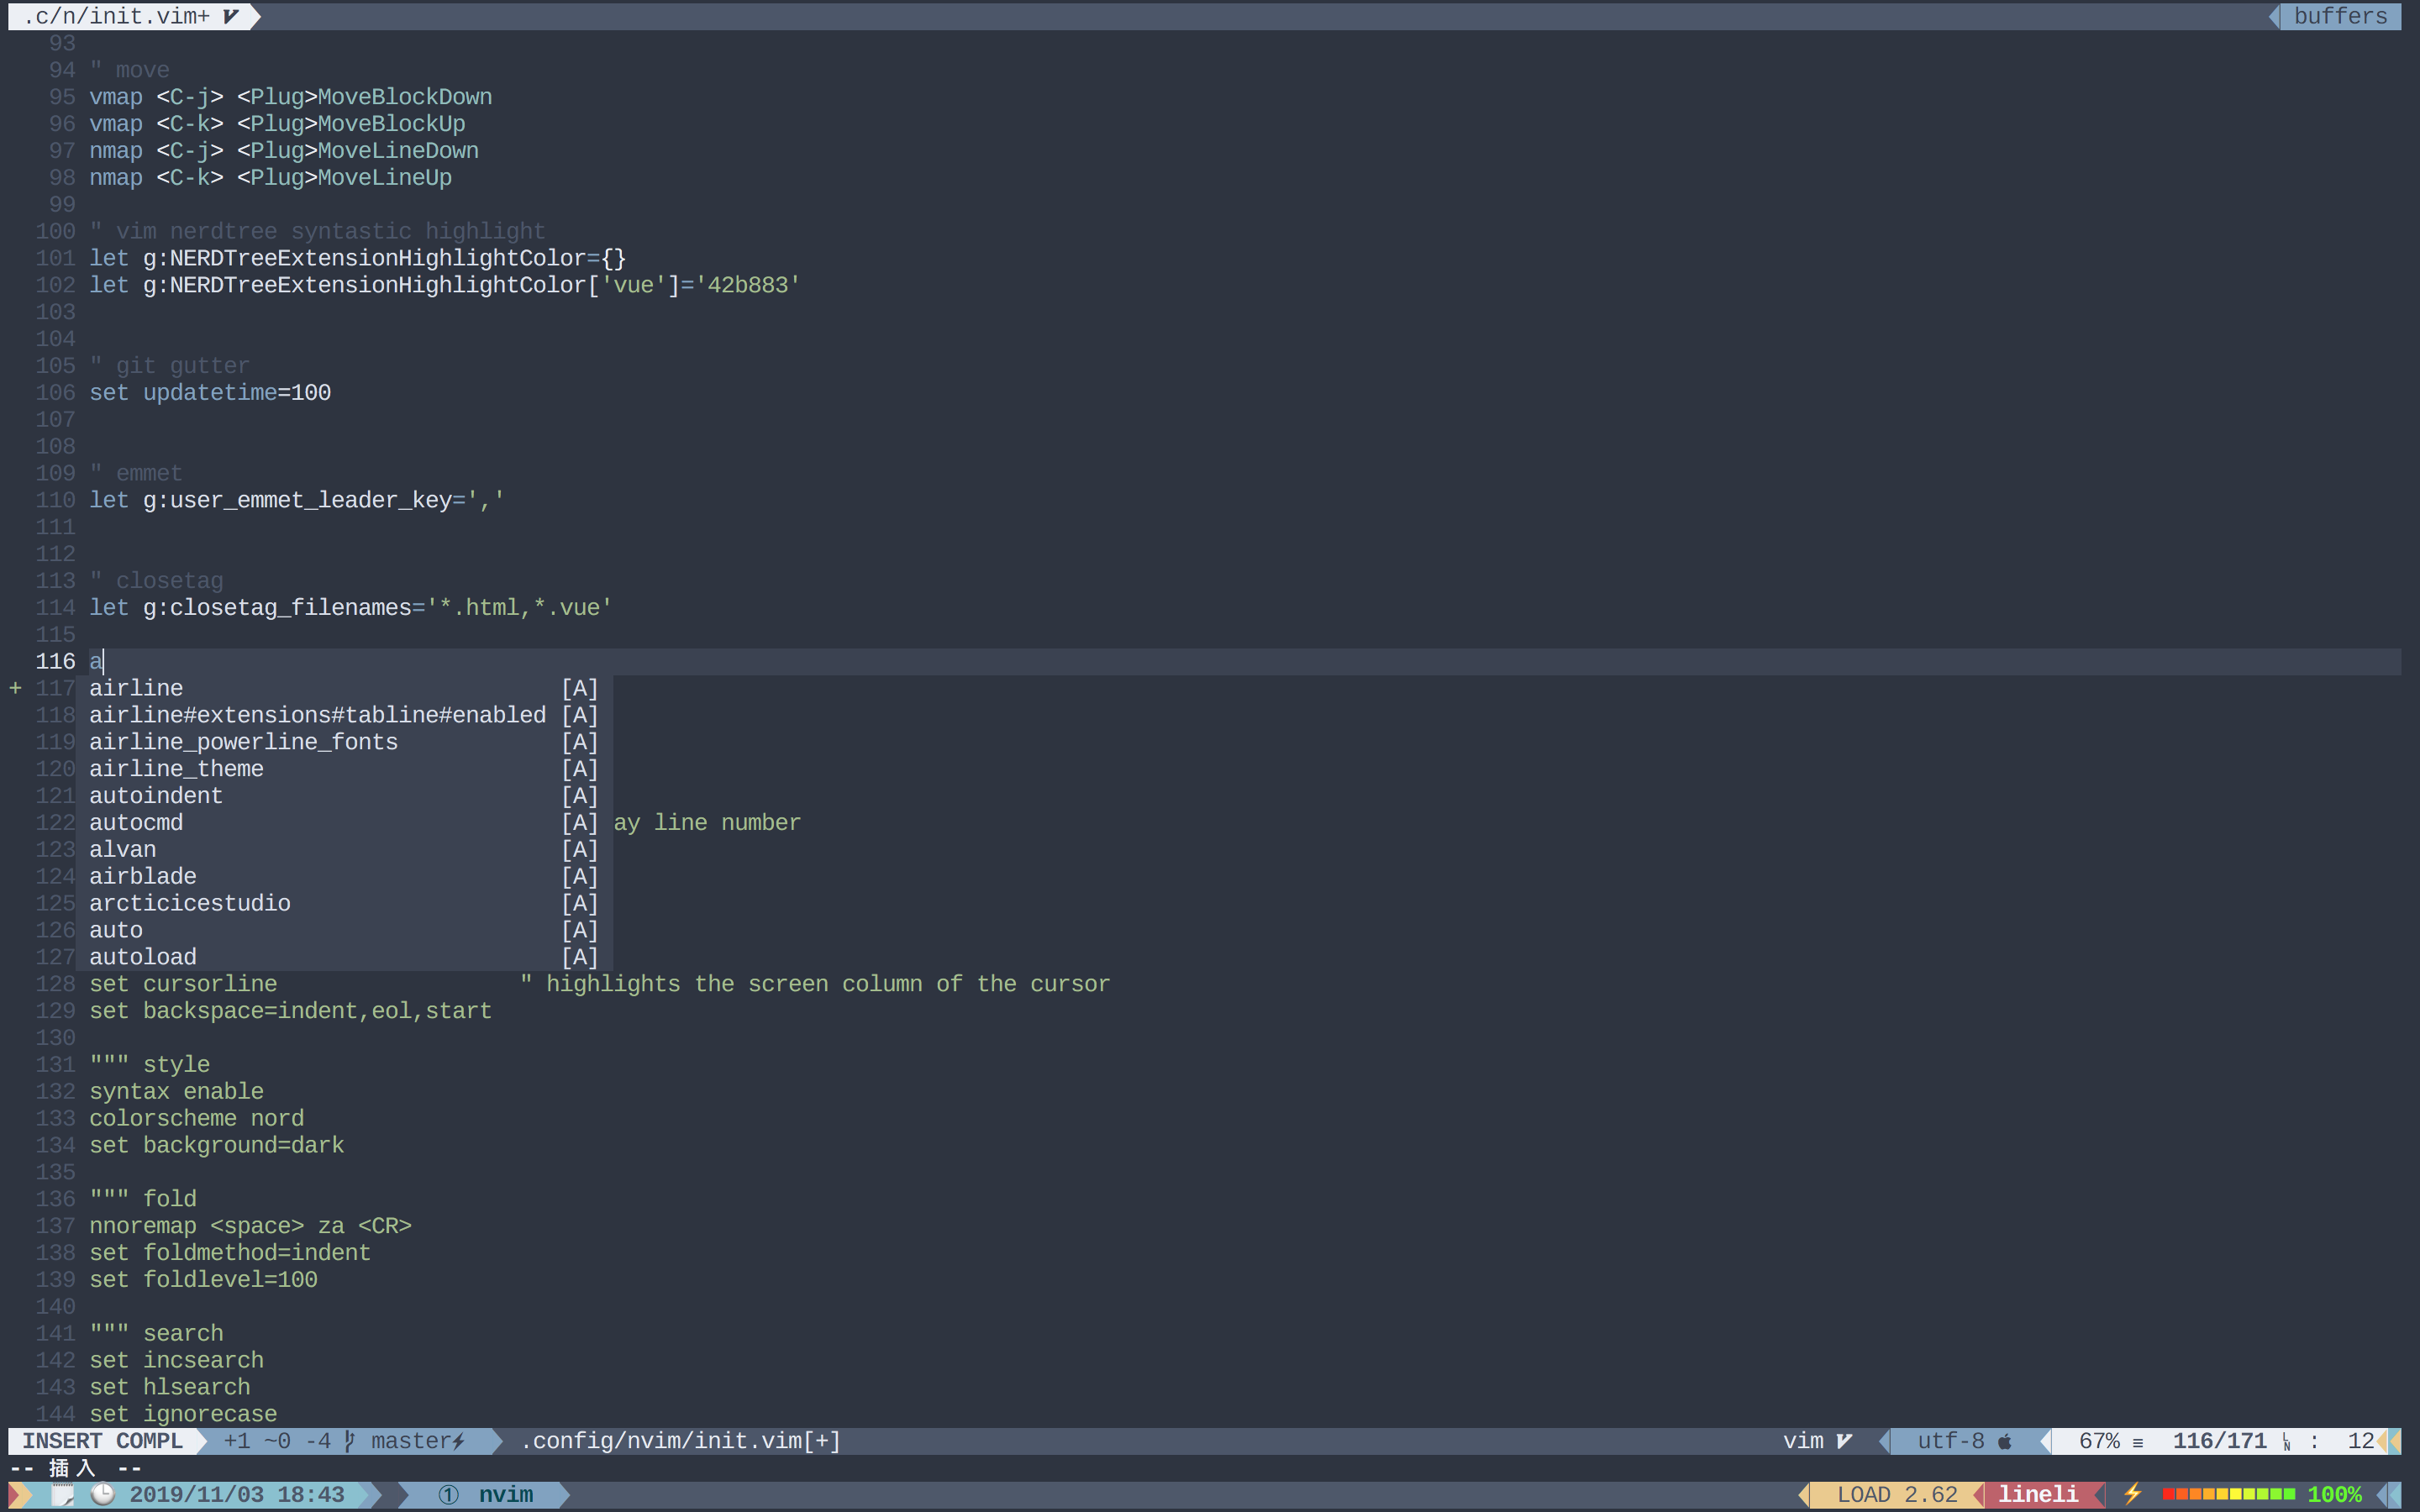 .c/n/init.vim+ buffers
93
94 " move
95 vmap <C-j> <Plug>MoveBlockDown
96 vmap <C-k> <Plug>MoveBlockUp
97 nmap <C-j> <Plug>MoveLineDown
98 nmap <C-k> <Plug>MoveLineUp
99
100 " vim nerdtree syntastic highlight
101 let g:NERDTreeExtensionHighlightColor={}
102 let g:NERDTreeExtensionHighlightColor['vue']='42b883'
103
104
105 " git gutter
106 set updatetime=100
107
108
109 " emmet
110 let g:user_emmet_leader_key=','
111
112
113 " closetag
114 let g:closetag_filenames='*.html,*.vue'
115
116 a
+ 117 airline [A]
118 airline#extensions#tabline#enabled [A]
119 airline_powerline_fonts [A]
120 airline_theme [A]
121 autoindent [A]
122 autocmd [A] ay line number
123 alvan [A]
124 airblade [A]
125 arcticicestudio [A]
126 auto [A]
127 autoload [A]
128 set cursorline " highlights the screen column of the cursor
129 set backspace=indent,eol,start
130
131 """ style
132 syntax enable
133 colorscheme nord
134 set background=dark
135
136 """ fold
137 nnoremap <space> za <CR>
138 set foldmethod=indent
139 set foldlevel=100
140
141 """ search
142 set incsearch
143 set hlsearch
144 set ignorecase
INSERT COMPL +1 ~0 -4 master⚡ .config/nvim/init.vim[+] vim utf-8 67% ≡ 116/171 LN : 12
-- 插入 --
2019/11/03 18:43 ① nvim LOAD 2.62 lineli ⚡ 100%